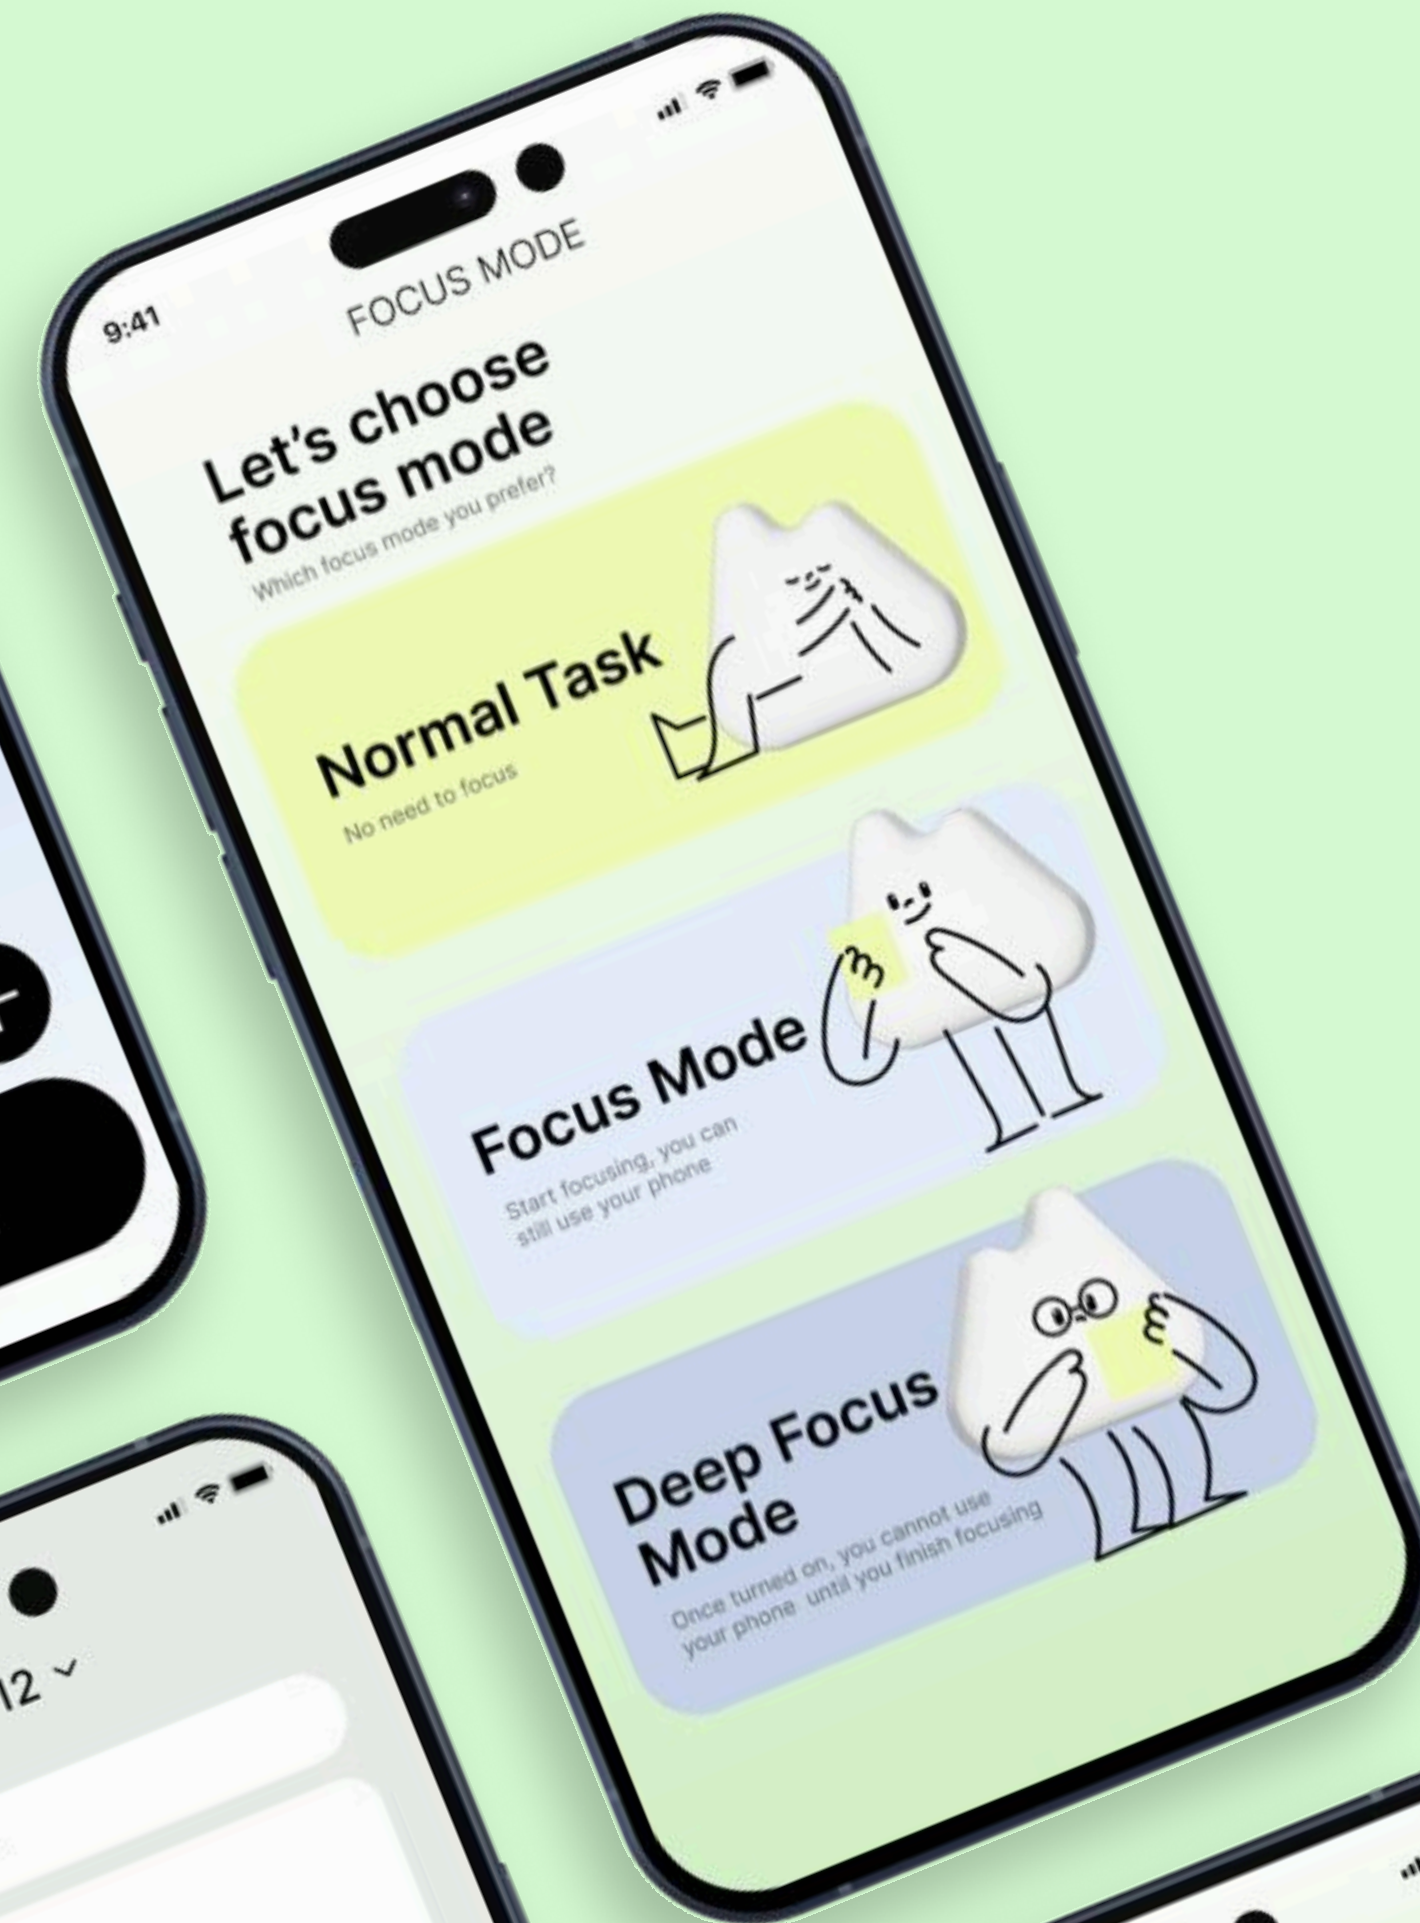 9:41
FOCUS MODE
Let's choose
focus mode
Which focus mode you prefer?
Normal Task
No need to focus
Focus Mode
Start focusing, you can
still use your phone
Deep Focus
Mode
Once turned on, you cannot use
your phone until you finish focusing
12